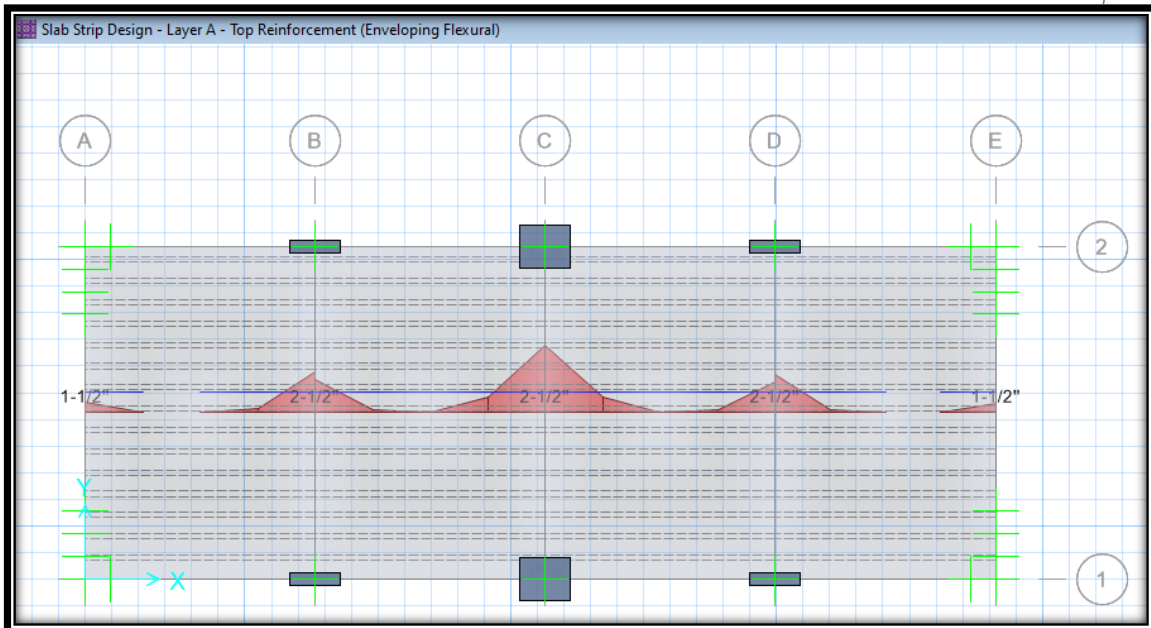 Slab Strip Design - Layer A - Top Reinforcement (Enveloping Flexural)
A B C D E
2
1-1/2" 2-1/2" 2-1/2" 2-1/2" 1-1/2"
Y
X
1